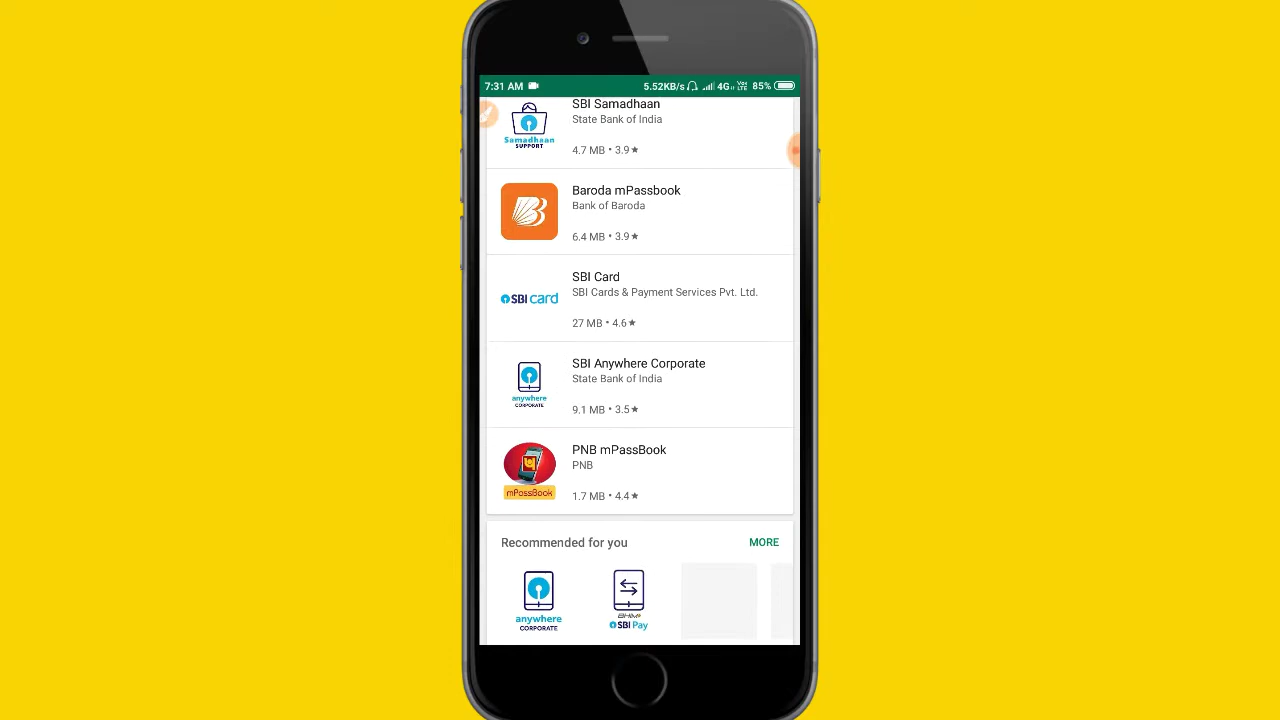 7:31 AM 5.52KB/s 4G VoLTE 85%
SBI Samadhaan
State Bank of India
Samadhaan
SUPPORT
4.7 MB • 3.9★
Baroda mPassbook
Bank of Baroda
6.4 MB • 3.9★
SBI Card
SBI Cards & Payment Services Pvt. Ltd.
SBI card
27 MB • 4.6★
SBI Anywhere Corporate
State Bank of India
anywhere
CORPORATE
9.1 MB • 3.5★
PNB mPassBook
PNB
mPassBook
1.7 MB • 4.4★
Recommended for you MORE
anywhere
CORPORATE
BHIM
SBI Pay